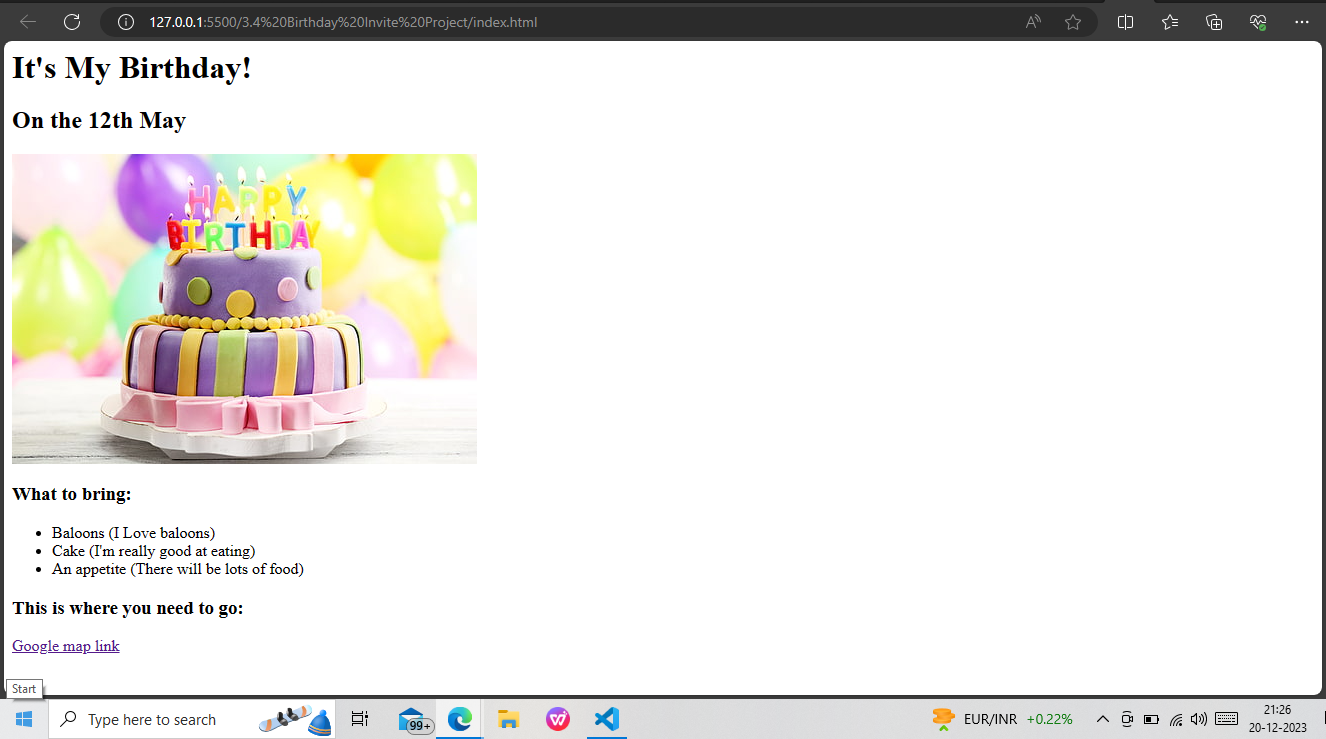 127.0.0.1:5500/3.4%20Birthday%20Invite%20Project/index.html
It's My Birthday!
On the 12th May
HAPPY
BIRTHDAY
What to bring:
Baloons (I Love baloons)
Cake (I'm really good at eating)
An appetite (There will be lots of food)
This is where you need to go:
Google map link
Start
Type here to search
99+
EUR/INR +0.22%
21:26
20-12-2023